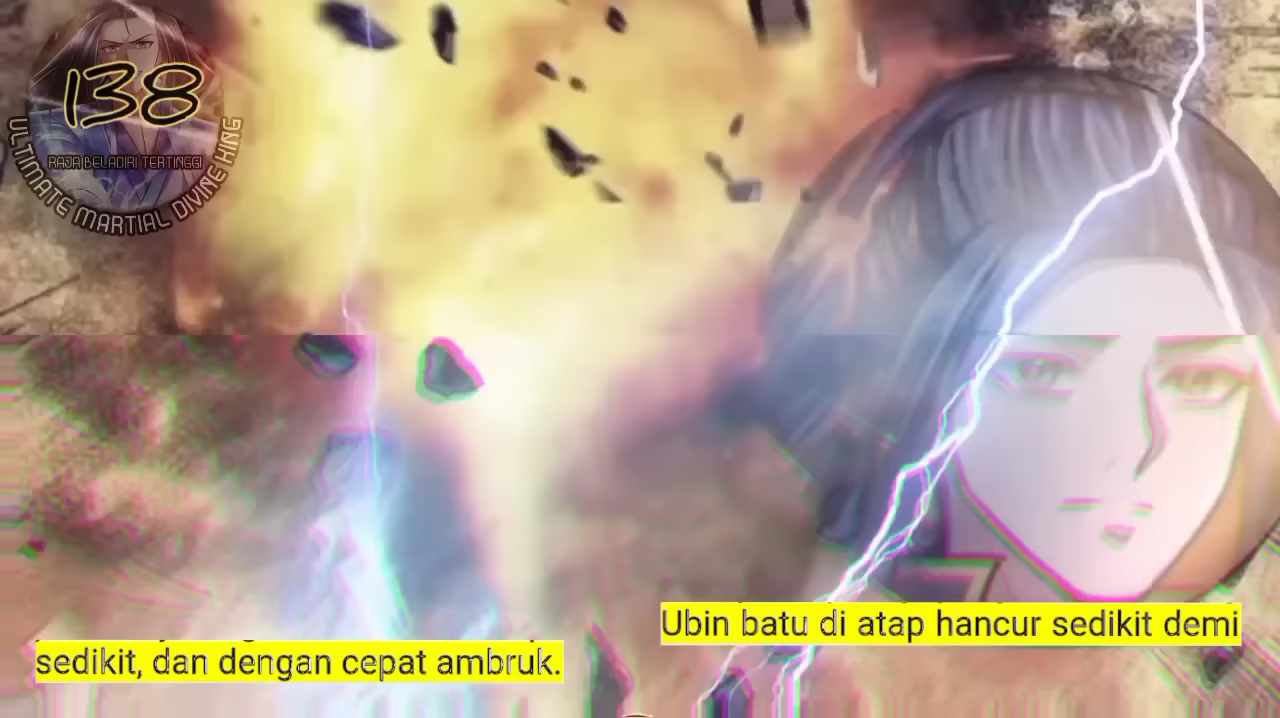 138
RAJA BELADIRI TERTINGGI
ULTIMATE MARTIAL DIVINE KING
Ubin batu di atap hancur sedikit demi
sedikit, dan dengan cepat ambruk.